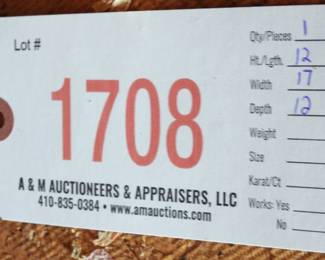 Lot #
1708
A & M AUCTIONEERS & APPRAISERS, LLC
410-835-0384 • www.amauctions.com
Qty/Pieces 1
Ht./Lgth. 12
Width 17
Depth 12
Weight
Size
Karat/Ct
Works: Yes
No